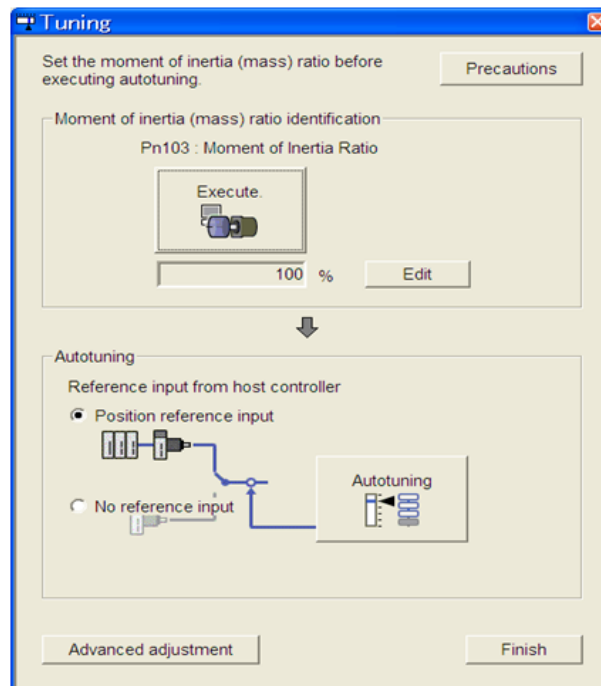 Tuning
Set the moment of inertia (mass) ratio before
executing autotuning.
Precautions
Moment of inertia (mass) ratio identification
Pn103 : Moment of Inertia Ratio
Execute.
100 %
Edit
Autotuning
Reference input from host controller
Position reference input
Autotuning
No reference input
Advanced adjustment
Finish